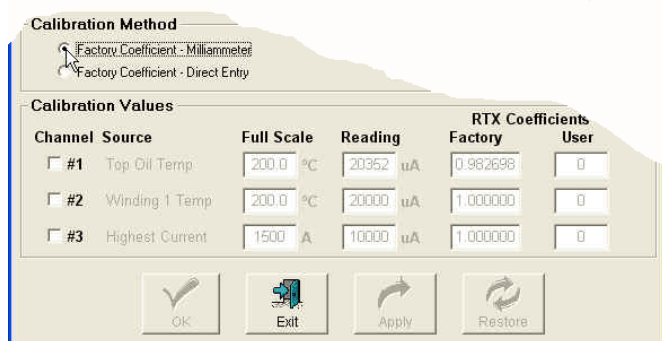 Calibration Method
Factory Coefficient - Milliammeter
Factory Coefficient - Direct Entry
Calibration Values
RTX Coefficients
Channel Source Full Scale Reading Factory User
#1 Top Oil Temp 200.0 °C 20352 uA 0.982698 0
#2 Winding 1 Temp 200.0 °C 20000 uA 1.000000 0
#3 Highest Current 1500 A 10000 uA 1.000000 0
OK Exit Apply Restore